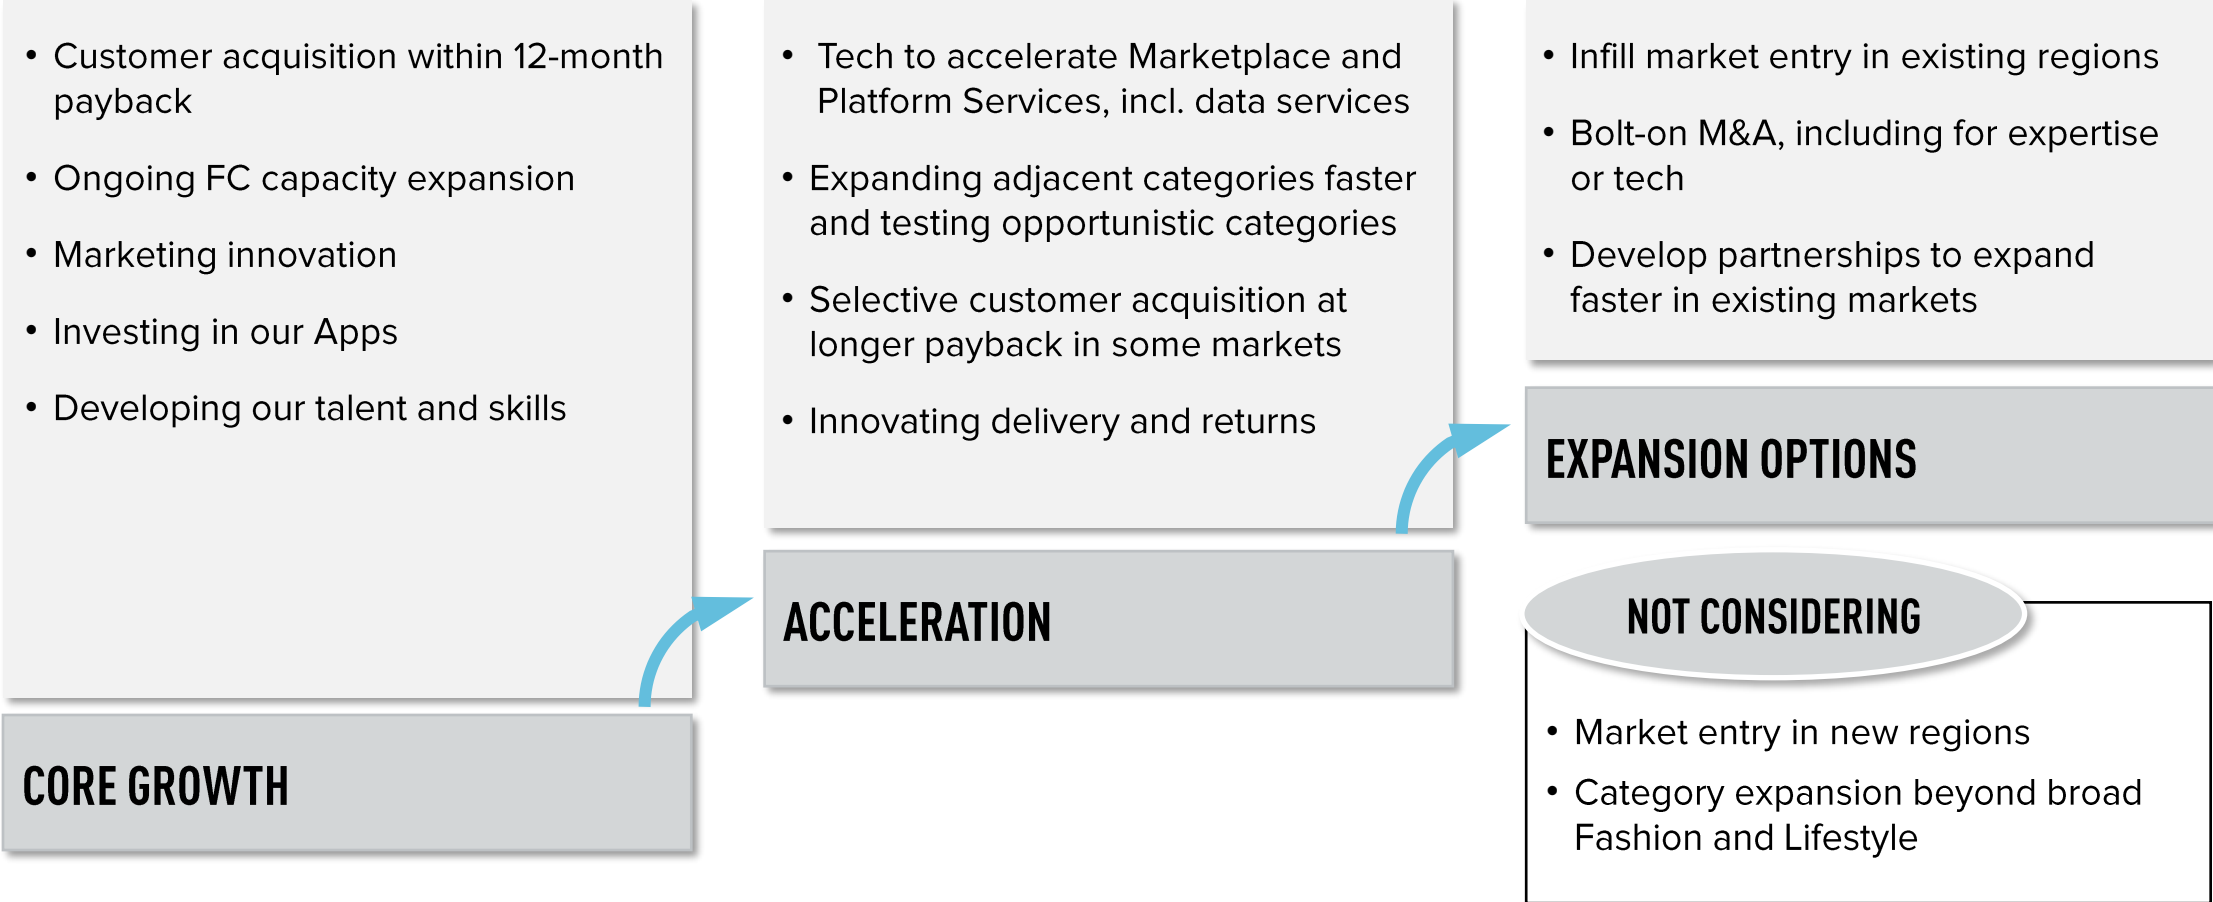 • Customer acquisition within 12-month
payback
• Ongoing FC capacity expansion
• Marketing innovation
• Investing in our Apps
• Developing our talent and skills
CORE GROWTH
• Tech to accelerate Marketplace and
Platform Services, incl. data services
• Expanding adjacent categories faster
and testing opportunistic categories
• Selective customer acquisition at
longer payback in some markets
• Innovating delivery and returns
ACCELERATION
• Infill market entry in existing regions
• Bolt-on M&A, including for expertise
or tech
• Develop partnerships to expand
faster in existing markets
EXPANSION OPTIONS
NOT CONSIDERING
• Market entry in new regions
• Category expansion beyond broad
Fashion and Lifestyle